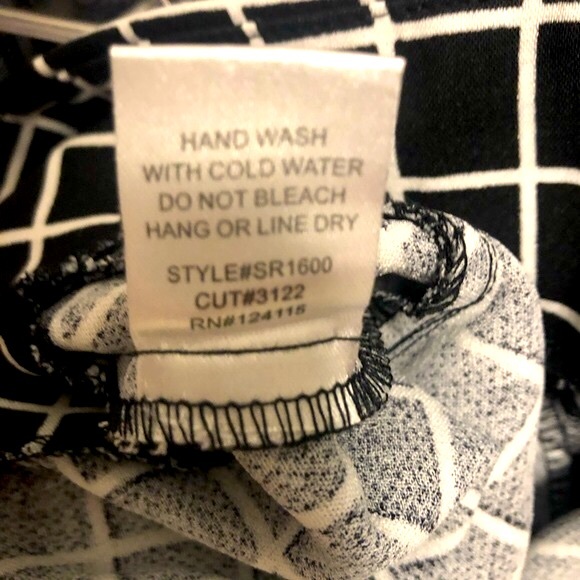 HAND WASH
WITH COLD WATER
DO NOT BLEACH
HANG OR LINE DRY
STYLE#SR1600
CUT#3122
RN#124115